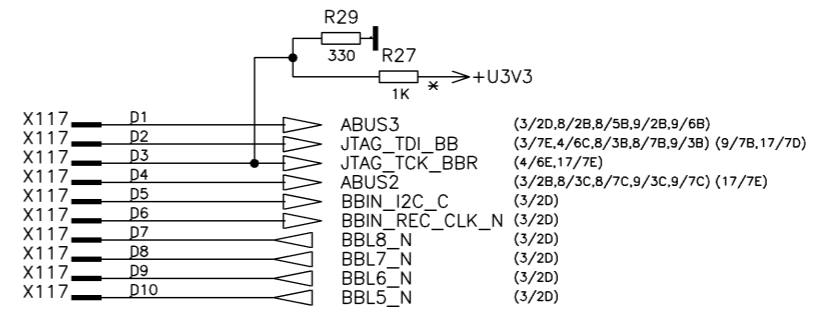 R29
330
R27
1K
* +U3V3
X117 D1 ABUS3 (3/2D,8/2B,8/5B,9/2B,9/6B)
X117 D2 JTAG_TDI_BB (3/7E,4/6C,8/3B,8/7B,9/3B) (9/7B,17/7D)
X117 D3 JTAG_TCK_BBR (4/6E,17/7E)
X117 D4 ABUS2 (3/2B,8/3C,8/7C,9/3C,9/7C) (17/7E)
X117 D5 BBIN_I2C_C (3/2D)
X117 D6 BBIN_REC_CLK_N (3/2D)
X117 D7 BBL8_N (3/2D)
X117 D8 BBL7_N (3/2D)
X117 D9 BBL6_N (3/2D)
X117 D10 BBL5_N (3/2D)